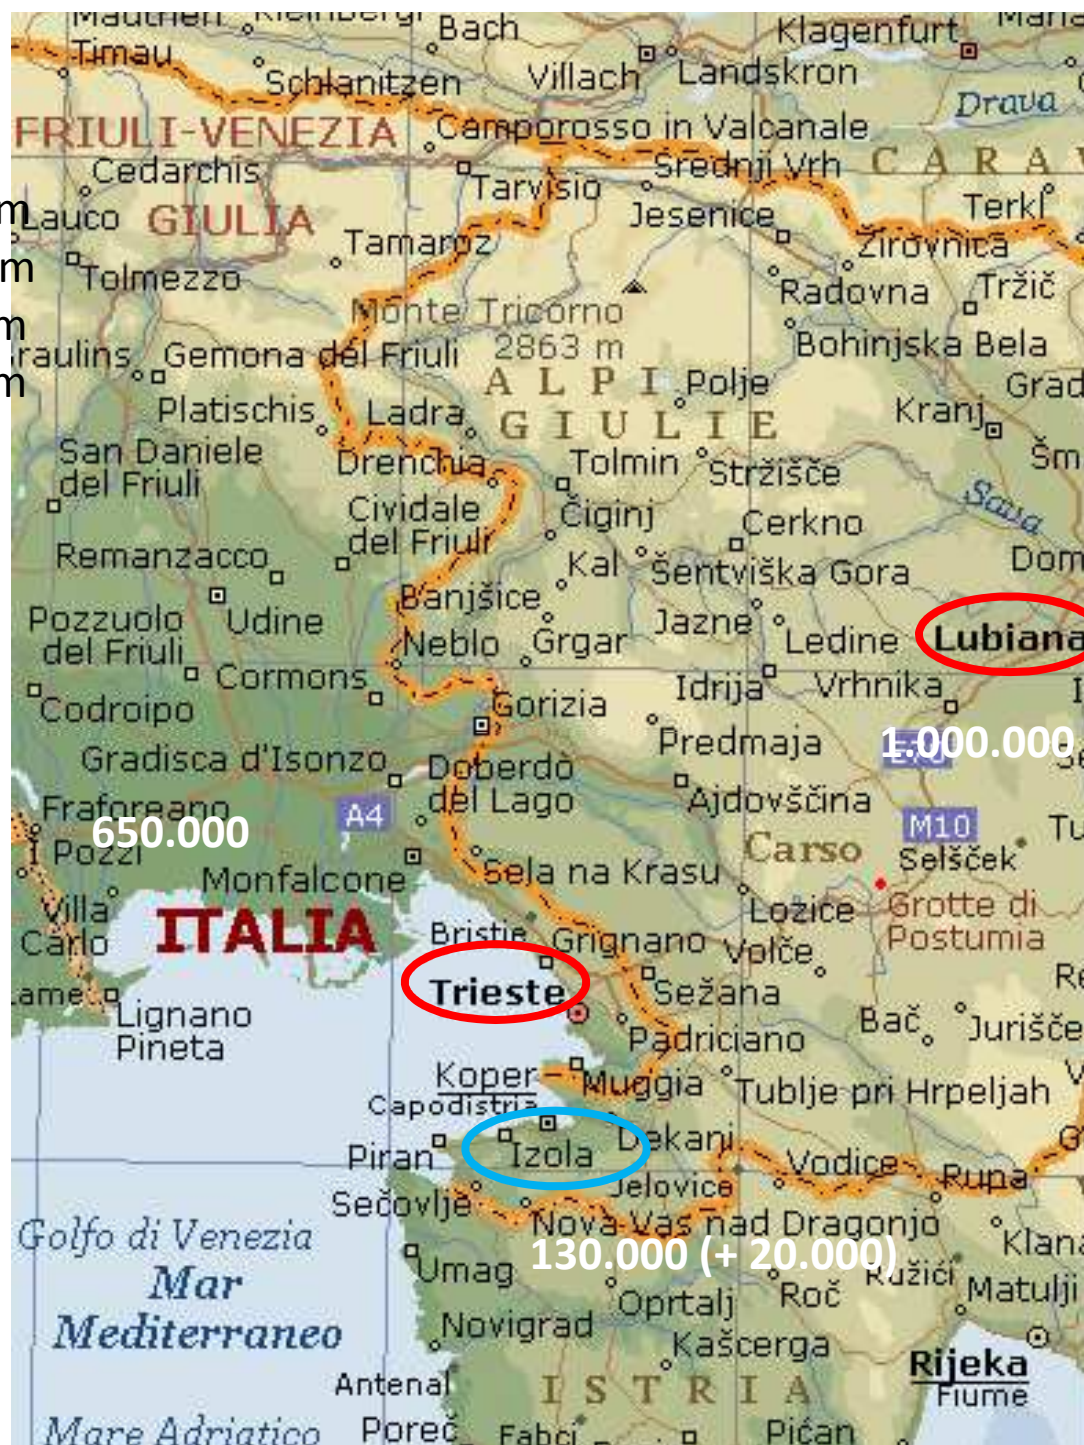 Bach
Klagenfurt
Timau
Schlanitzen
Villach
Landskron
Drava
FRIULI-VENEZIA
GIULIA
Camporosso in Valcanale
Srednji Vrh
Cedarchis
Tarvisio
Jesenice
Terkl
m
Lauco
Tamaroz
Žirovnica
m
Tolmezzo
Radovna
Tržič
Monte Tricorno
2863 m
m
Bohinjska Bela
Gemona del Friuli
m
ALPI
GIULIE
Polje
Grad
Platischis
Ladra
Kranj
San Daniele
del Friuli
Drenchia
Tolmin
Stržišče
Šm
Sava
Cividale
del Friuli
Čiginj
Cerkno
Remanzacco
Kal
Šentviška Gora
Dom
Banjšice
Pozzuolo
del Friuli
Udine
Neblo
Grgar
Jazne
Ledine
Lubiana
Cormons
Idrija
Vrhnika
Codroipo
Gorizia
Predmaja
1.000.000
Gradisca d'Isonzo
Doberdò
del Lago
Ajdovščina
Fraforeano
650.000
A4
M10
Tu
I Pozzi
Carso
Selšček
Monfalcone
Sela na Krasu
Villa
Carlo
ITALIA
Ložice
Grotte di
Postumia
Bristie
Grignano
Volče
Trieste
Sežana
Lignano
Pineta
Padriciano
Bač
Jurišče
Koper
Capodistria
Muggia
Tublje pri Hrpeljah
Dekani
Piran
Izola
Vodice
Rupa
Sečovlje
Jelovice
Golfo di Venezia
Nova Vas nad Dragonjo
Klana
130.000 (+ 20.000)
Mar
Mediterraneo
Umag
Ružići
Roč
Matulji
Oprtalj
Novigrad
Kašcerga
Rijeka
Fiume
Antenal
ISTRIA
Mare Adriatico
Poreč
Fabci
Pićan